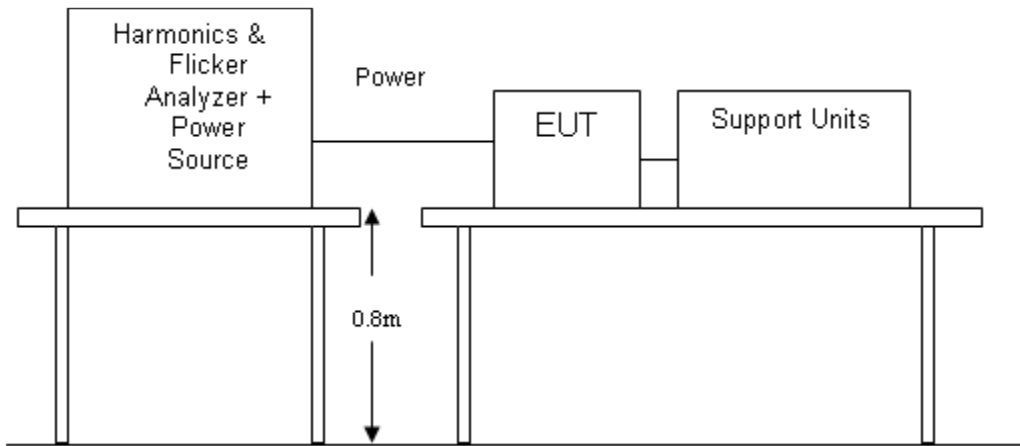 Harmonics &
Flicker
Analyzer +
Power
Source
Power
EUT
Support Units
0.8m